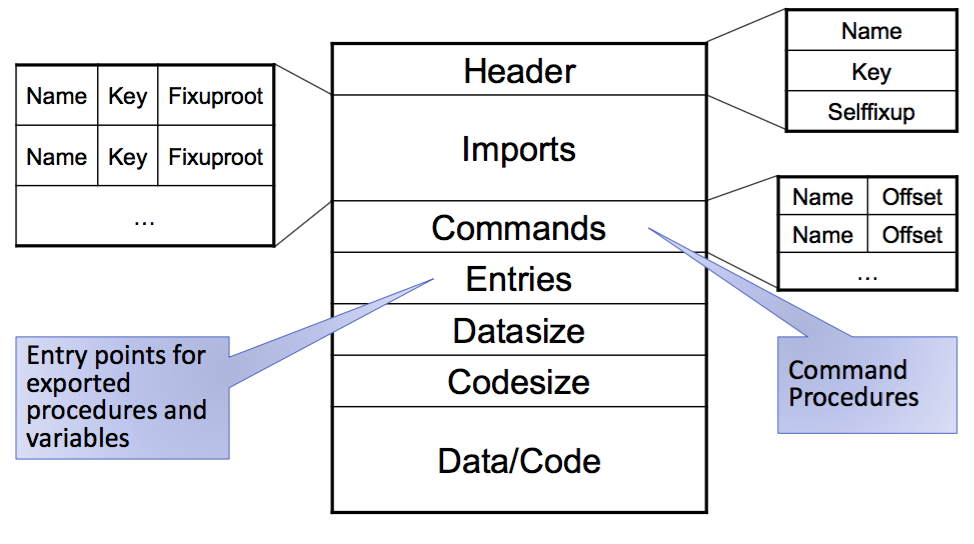 Name
Key
Selffixup
Header
Name Key Fixuproot
Name Key Fixuproot
...
Imports
Name Offset
Name Offset
...
Commands
Entries
Datasize
Codesize
Data/Code
Entry points for
exported
procedures and
variables
Command
Procedures